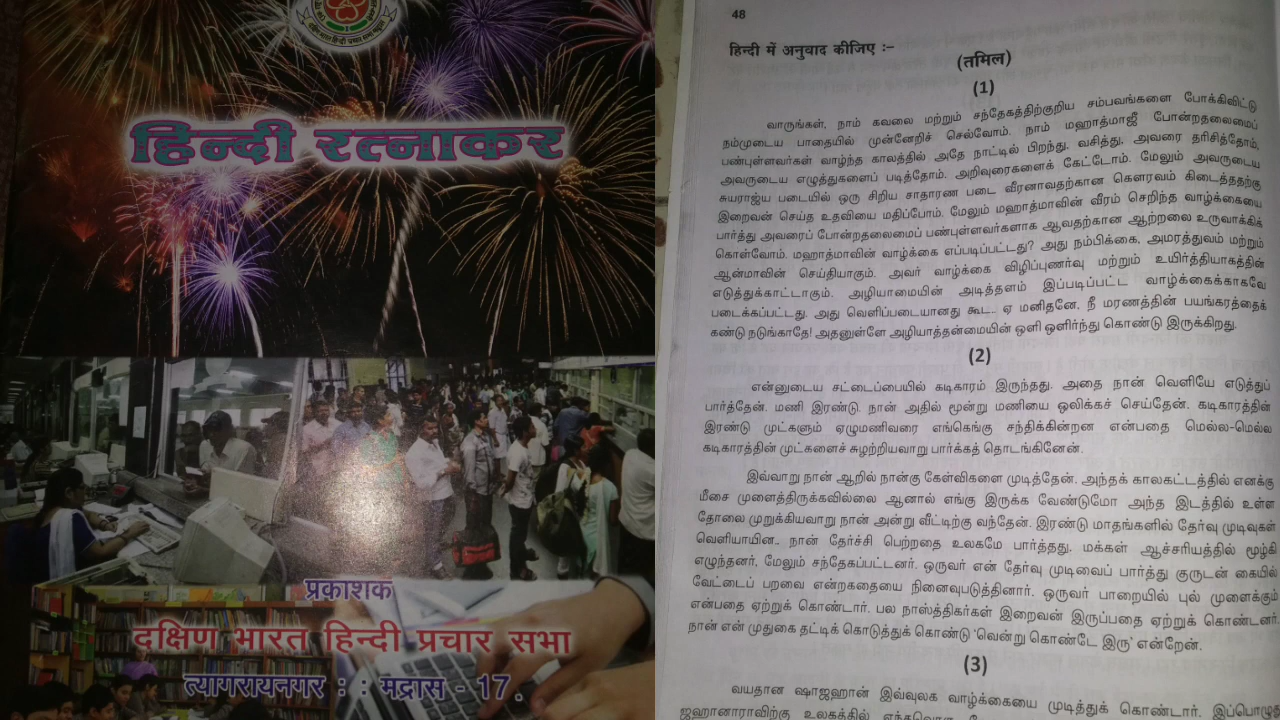 हिन्दी रत्नाकर
प्रकाशक
दक्षिण भारत हिन्दी प्रचार सभा
त्यागरायनगर : : मद्रास - 17.
48
हिन्दी में अनुवाद कीजिए :–
(तमिल)
(1)
வாருங்கள், நாம் கவலை மற்றும் சந்தேகத்திற்குறிய சம்பவங்களை போக்கிவிட்டு
நம்முடைய பாதையில் முன்னேறிச் செல்வோம். நாம் மஹாத்மாஜீ போன்றதலைமைப்
பண்புள்ளவர்கள் வாழ்ந்த காலத்தில் அதே நாட்டில் பிறந்து, வசித்து, அவரை தரிசித்தோம்,
அவருடைய எழுத்துகளைப் படித்தோம். அறிவுரைகளைக் கேட்டோம். மேலும் அவருடைய
சுயராஜ்ய படையில் ஒரு சிறிய சாதாரண படை வீரனாவதற்கான கௌரவம் கிடைத்ததற்கு
இறைவன் செய்த உதவியை மதிப்போம். மேலும் மஹாத்மாவின் வீரம் செறிந்த வாழ்க்கையை
பார்த்து அவரைப் போன்றதலைமைப் பண்புள்ளவர்களாக ஆவதற்கான ஆற்றலை உருவாக்கிக்
கொள்வோம். மஹாத்மாவின் வாழ்க்கை எப்படிப்பட்டது? அது நம்பிக்கை, அமரத்துவம் மற்றும்
ஆன்மாவின் செய்தியாகும். அவர் வாழ்க்கை விழிப்புணர்வு மற்றும் உயிர்த்தியாகத்தின்
எடுத்துக்காட்டாகும். அழியாமையின் அடித்தளம் இப்படிப்பட்ட வாழ்க்கைக்காகவே
படைக்கப்பட்டது. அது வெளிப்படையானது கூட.. ஏ மனிதனே, நீ மரணத்தின் பயங்கரத்தைக்
கண்டு நடுங்காதே! அதனுள்ளே அழியாத்தன்மையின் ஒளி ஒளிர்ந்து கொண்டு இருக்கிறது.
(2)
என்னுடைய சட்டைப்பையில் கடிகாரம் இருந்தது. அதை நான் வெளியே எடுத்துப்
பார்த்தேன். மணி இரண்டு. நான் அதில் மூன்று மணியை ஒலிக்கச் செய்தேன். கடிகாரத்தின்
இரண்டு முட்களும் ஏழுமணிவரை எங்கெங்கு சந்திக்கின்றன என்பதை மெல்ல-மெல்ல
கடிகாரத்தின் முட்களைச் சுழற்றியவாறு பார்க்கத் தொடங்கினேன்.
இவ்வாறு நான் ஆறில் நான்கு கேள்விகளை முடித்தேன். அந்தக் காலகட்டத்தில் எனக்கு
மீசை முளைத்திருக்கவில்லை ஆனால் எங்கு இருக்க வேண்டுமோ அந்த இடத்தில் உள்ள
தோலை முறுக்கியவாறு நான் அன்று வீட்டிற்கு வந்தேன். இரண்டு மாதங்களில் தேர்வு முடிவுகள்
வெளியாயின.. நான் தேர்ச்சி பெற்றதை உலகமே பார்த்தது. மக்கள் ஆச்சரியத்தில் மூழ்கி
எழுந்தனர். மேலும் சந்தேகப்பட்டனர். ஒருவர் என் தேர்வு முடிவைப் பார்த்து குருடன் கையில்
வேட்டைப் பறவை என்றகதையை நினைவுபடுத்தினார். ஒருவர் பாறையில் புல் முளைக்கும்
என்பதை ஏற்றுக் கொண்டார். பல நாஸ்திகர்கள் இறைவன் இருப்பதை ஏற்றுக் கொண்டனர்.
நான் என் முதுகை தட்டிக் கொடுத்துக் கொண்டு 'வென்று கொண்டே இரு' என்றேன்.
(3)
வயதான ஷாஜஹான் இவ்வுலக வாழ்க்கையை முடித்துக் கொண்டார். இப்பொழுது
ஜஹானாராவிற்கு உலகத்தில்